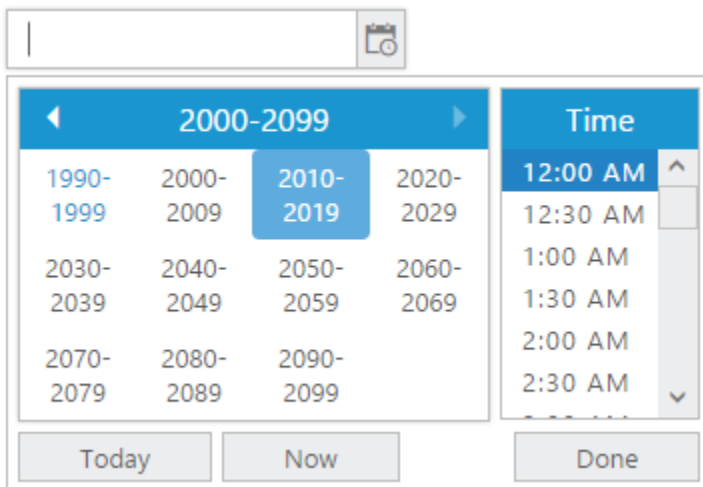 2000-2099
1990- 2000- 2010- 2020-
1999 2009 2019 2029
2030- 2040- 2050- 2060-
2039 2049 2059 2069
2070- 2080- 2090-
2079 2089 2099
Time
12:00 AM
12:30 AM
1:00 AM
1:30 AM
2:00 AM
2:30 AM
Today
Now
Done